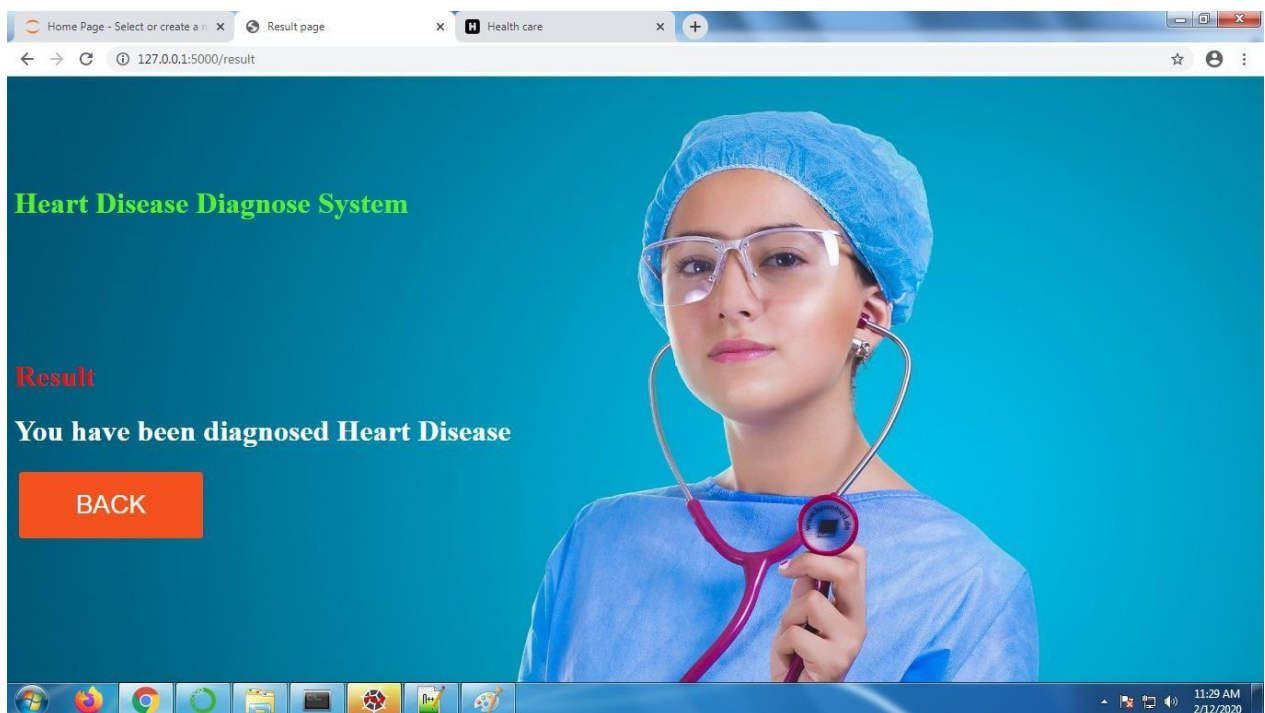 Home Page - Select or create a n
Result page
Health care
127.0.0.1:5000/result
Heart Disease Diagnose System
Result
You have been diagnosed Heart Disease
BACK
11:29 AM
2/12/2020